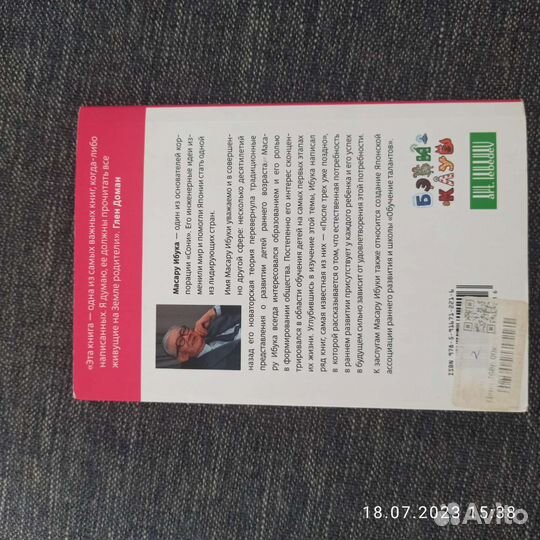 «Эта книга — одна из самых важных книг, когда-либо
написанных. Я думаю, ее должны прочитать все
живущие на Земле родители». Глен Доман
Масару Ибука — один из основателей кор-
порации «Сони». Его инженерные идеи из-
менили мир и помогли Японии стать одной
из лидирующих стран.
Имя Масару Ибуки уважаемо и в совершен-
но другой сфере: несколько десятилетий
назад его новаторская теория перевернула традиционные
представления о развитии детей раннего возраста. Маса-
ру Ибука всегда интересовался образованием и его ролью
в формировании общества. Постепенно его интерес сконцен-
трировался в области обучения детей на самых первых этапах
их жизни. Углубившись в изучение этой темы, Ибука написал
ряд книг, самая известная из них — «После трех уже поздно»,
в которой рассказывается о том, что естественная потребность
в раннем развитии присутствует у каждого ребенка и его успех
в будущем сильно зависит от удовлетворения этой потребности.
К заслугам Масару Ибуки также относится создание Японской
ассоциации раннего развития и школы «Обучение талантов».
ISBN 978-5-91671-221-6
art.lebedev
18.07.2023 15:38
Avito